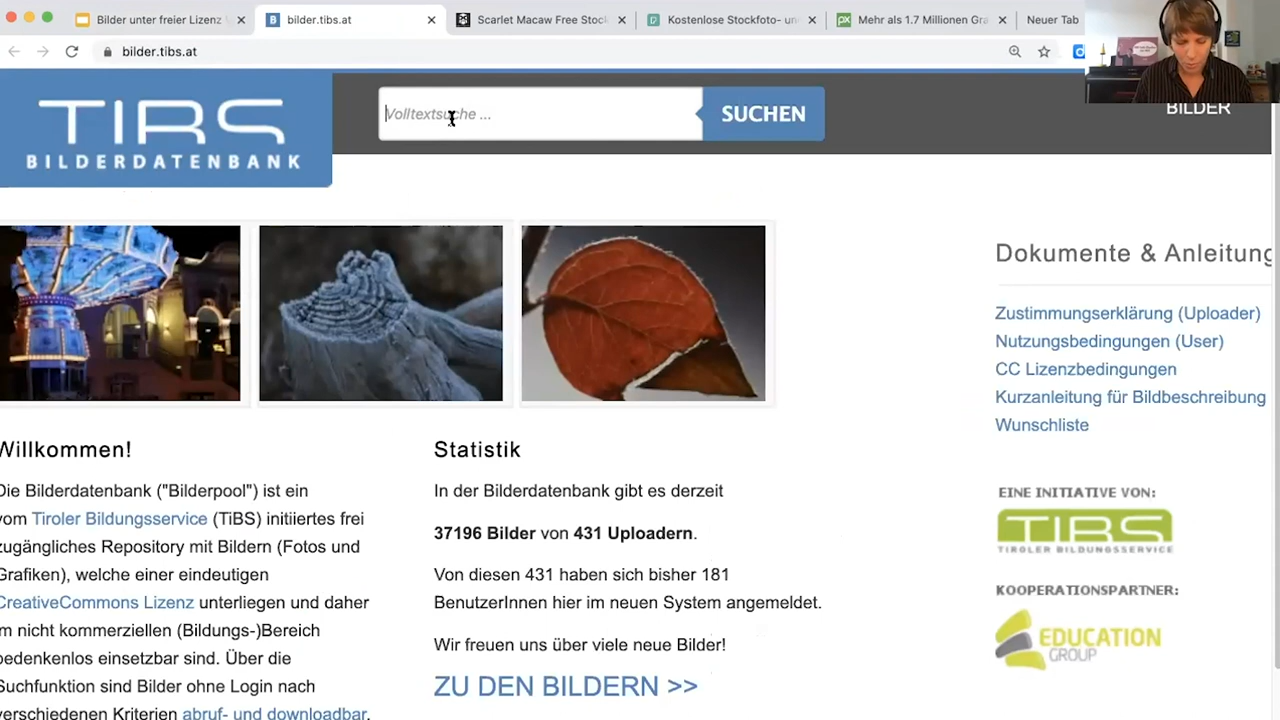 Bilder unter freier Lizenz
bilder.tibs.at
Scarlet Macaw Free Stock
Kostenlose Stockfoto- un
Mehr als 1.7 Millionen Gra
Neuer Tab
bilder.tibs.at
TIBS
BILDERDATENBANK
Volltextsuche ...
SUCHEN
BILDER
Dokumente & Anleitung
Zustimmungserklärung (Uploader)
Nutzungsbedingungen (User)
CC Lizenzbedingungen
Kurzanleitung für Bildbeschreibung
Wunschliste
EINE INITIATIVE VON:
TIBS
TIROLER BILDUNGSSERVICE
KOOPERATIONSPARTNER:
EDUCATION
GROUP
Willkommen!
Die Bilderdatenbank ("Bilderpool") ist ein
vom Tiroler Bildungsservice (TiBS) initiiertes frei
zugängliches Repository mit Bildern (Fotos und
Grafiken), welche einer eindeutigen
CreativeCommons Lizenz unterliegen und daher
im nicht kommerziellen (Bildungs-)Bereich
bedenkenlos einsetzbar sind. Über die
Suchfunktion sind Bilder ohne Login nach
verschiedenen Kriterien abruf- und downloadbar.
Statistik
In der Bilderdatenbank gibt es derzeit
37196 Bilder von 431 Uploadern.
Von diesen 431 haben sich bisher 181
BenutzerInnen hier im neuen System angemeldet.
Wir freuen uns über viele neue Bilder!
ZU DEN BILDERN >>